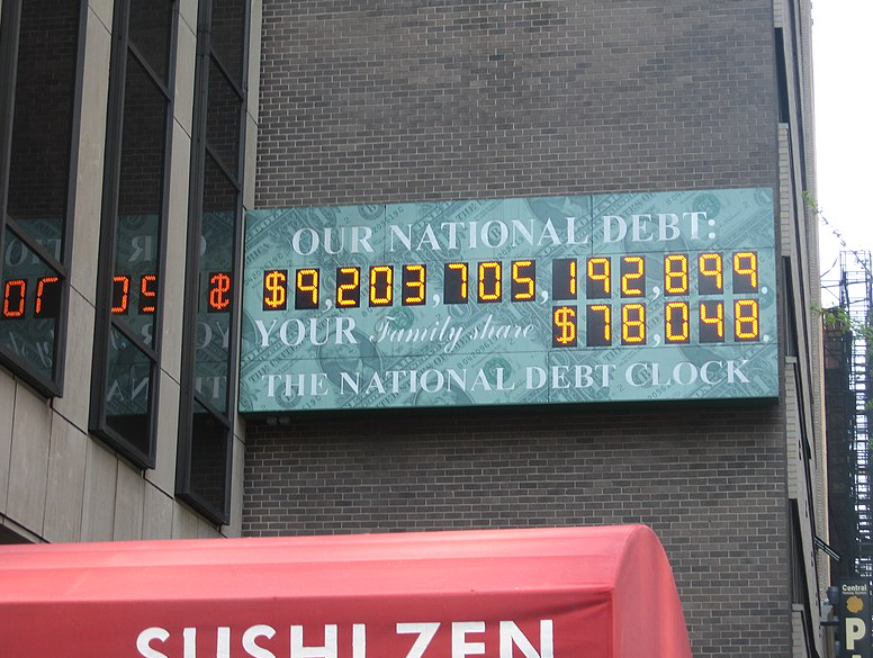 OUR NATIONAL DEBT:
$9,203,705,192,899.
YOUR Family share $78,048.
THE NATIONAL DEBT CLOCK
SUSHI ZEN
Central
P